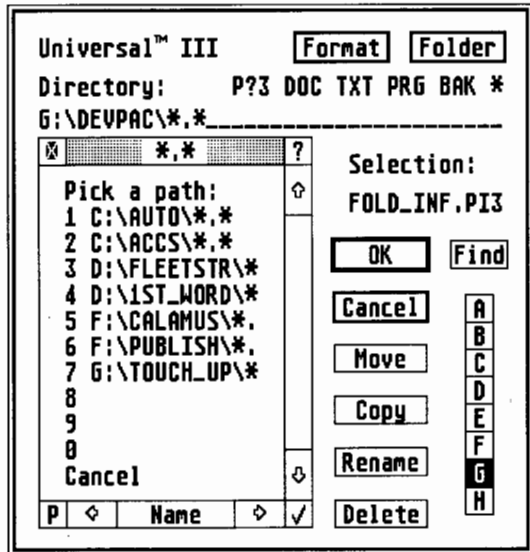 Universal™ III Format Folder
Directory: P?3 DOC TXT PRG BAK *
G:\DEVPAC\*.*
*.* ?
Selection:
FOLD_INF.PI3
Pick a path:
1 C:\AUTO\*.*
2 C:\ACCS\*.*
3 D:\FLEETSTR\*
4 D:\1ST_WORD\*
5 F:\CALAMUS\*.
6 F:\PUBLISH\*.
7 G:\TOUCH_UP\*
8
9
0
Cancel
P Name
OK Find
Cancel
Move
Copy
Rename
Delete
A
B
C
D
E
F
G
H